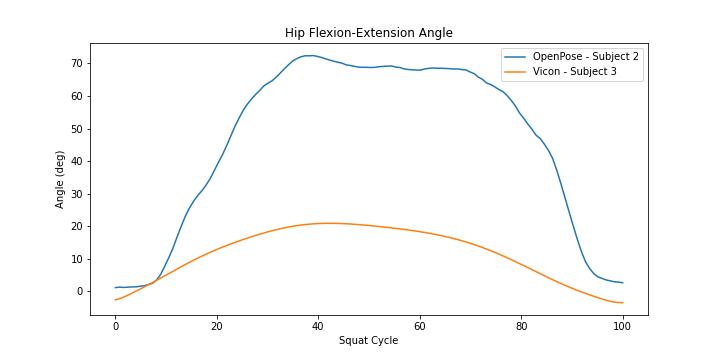 Hip Flexion-Extension Angle
OpenPose - Subject 2
Vicon - Subject 3
Angle (deg)
70
60
50
40
30
20
10
0
0 20 40 60 80 100
Squat Cycle